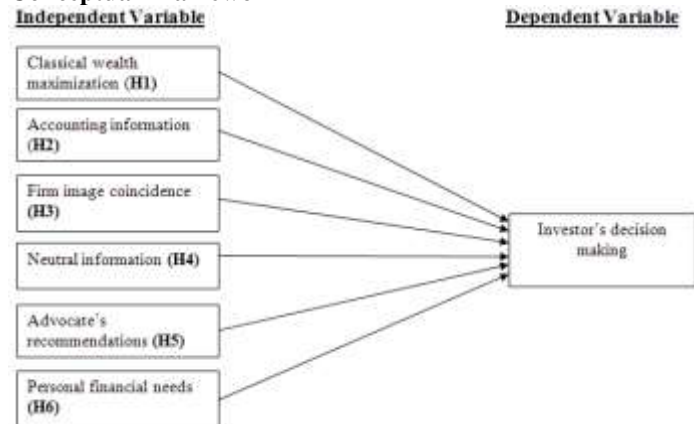 Independent Variable
Dependent Variable
Classical wealth
maximization (H1)
Accounting information
(H2)
Firm image coincidence
(H3)
Neutral information (H4)
Advocate's
recommendations (H5)
Personal financial needs
(H6)
Investor's decision
making